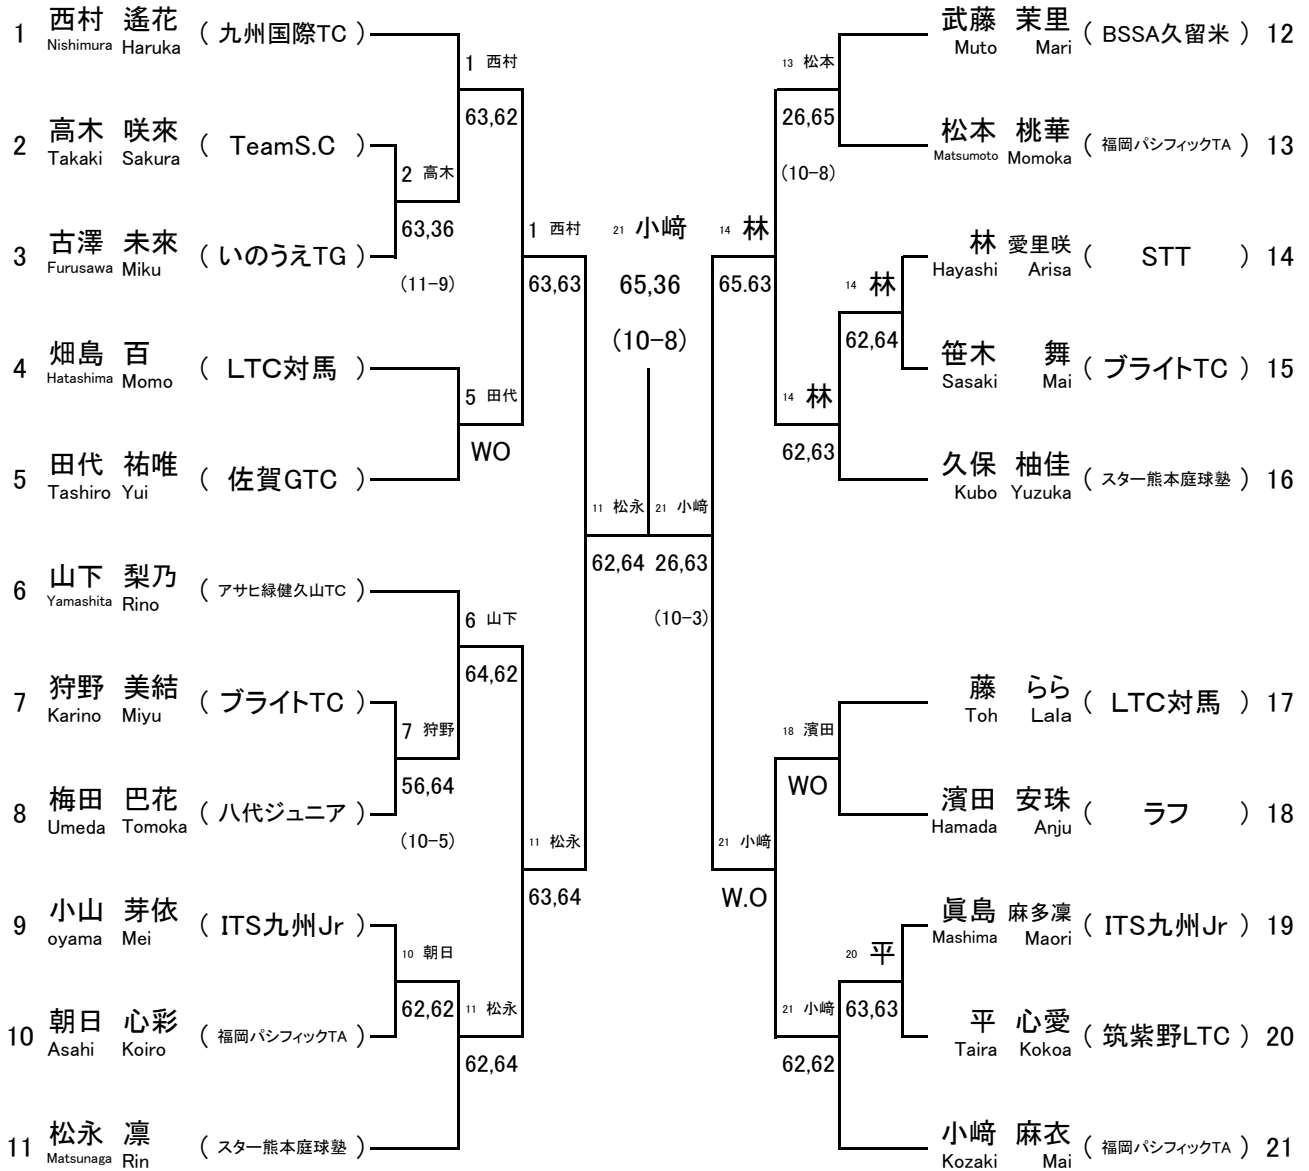 1 西村 遙花 ( 九州国際TC )
Nishimura Haruka
1 西村
63,62
2 高木 咲來 ( TeamS.C )
Takaki Sakura
2 高木
63,36
(11-9)
3 古澤 未來 ( いのうえTG )
Furusawa Miku
1 西村
63,63
4 畑島 百 ( LTC対馬 )
Hatashima Momo
5 田代
WO
5 田代 祐唯 ( 佐賀GTC )
Tashiro Yui
11 松永
62,64
6 山下 梨乃 ( アサヒ緑健久山TC )
Yamashita Rino
6 山下
64,62
7 狩野 美結 ( ブライトTC )
Karino Miyu
7 狩野
56,64
(10-5)
8 梅田 巴花 ( 八代ジュニア )
Umeda Tomoka
11 松永
63,64
9 小山 芽依 ( ITS九州Jr )
oyama Mei
10 朝日
62,62
10 朝日 心彩 ( 福岡パシフィックTA )
Asahi Koiro
11 松永
62,64
11 松永 凛 ( スター熊本庭球塾 )
Matsunaga Rin
21 小﨑
65,36
(10-8)
武藤 茉里 ( BSSA久留米 ) 12
Muto Mari
13 松本
26,65
(10-8)
松本 桃華 ( 福岡パシフィックTA ) 13
Matsumoto Momoka
14 林
65.63
林 愛里咲 ( STT ) 14
Hayashi Arisa
14 林
62,64
笹木 舞 ( ブライトTC ) 15
Sasaki Mai
14 林
62,63
久保 柚佳 ( スター熊本庭球塾 ) 16
Kubo Yuzuka
21 小﨑
26,63
(10-3)
藤 らら ( LTC対馬 ) 17
Toh Lala
18 濱田
WO
濱田 安珠 ( ラフ ) 18
Hamada Anju
21 小﨑
W.O
眞島 麻多凜 ( ITS九州Jr ) 19
Mashima Maori
20 平
63,63
平 心愛 ( 筑紫野LTC ) 20
Taira Kokoa
21 小﨑
62,62
小﨑 麻衣 ( 福岡パシフィックTA ) 21
Kozaki Mai